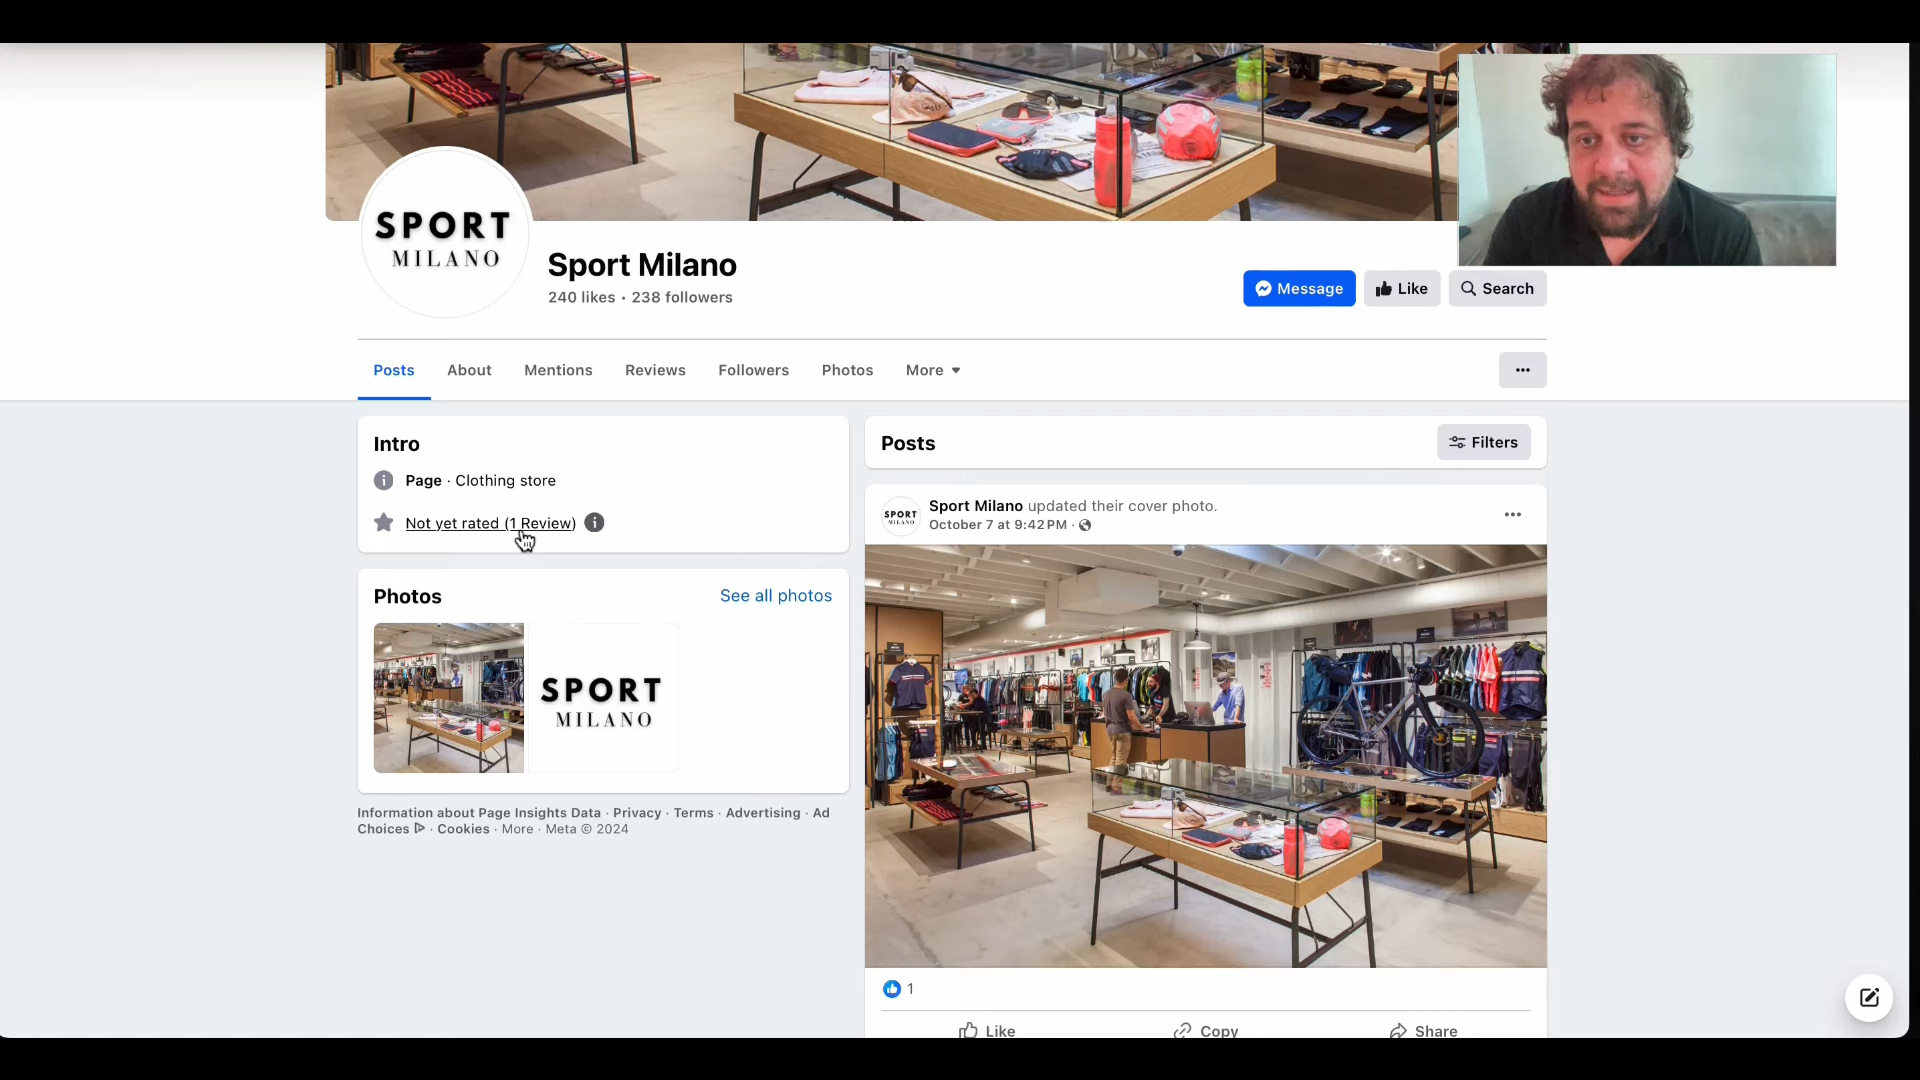 SPORT
MILANO
Sport Milano
240 likes • 238 followers
Message
Like
Search
Posts
About
Mentions
Reviews
Followers
Photos
More
Intro
Page · Clothing store
Not yet rated (1 Review)
Photos
See all photos
SPORT
MILANO
Information about Page Insights Data · Privacy · Terms · Advertising · Ad
Choices · Cookies · More · Meta © 2024
Posts
Filters
SPORT
MILANO
Sport Milano updated their cover photo.
October 7 at 9:42 PM ·
1
Like
Copy
Share